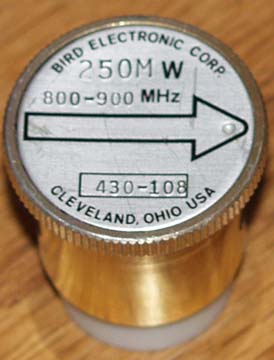 BIRD ELECTRONIC CORP.
250M W
800-900 MHz
430-108
CLEVELAND, OHIO USA